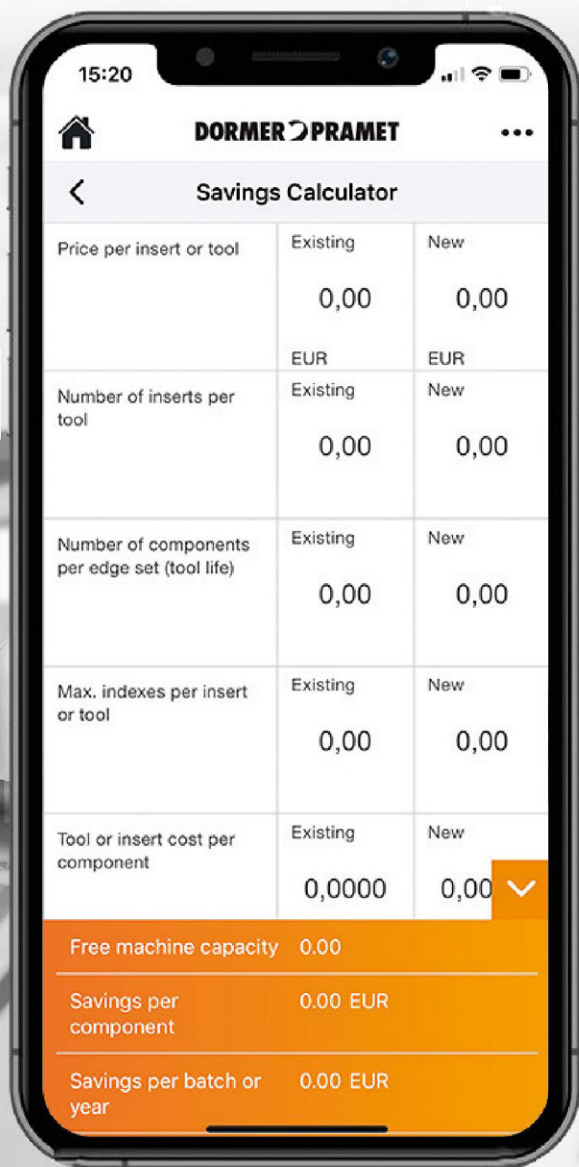 15:20
DORMER PRAMET
Savings Calculator
Price per insert or tool
Existing
New
0,00
0,00
EUR
EUR
Number of inserts per
tool
Existing
New
0,00
0,00
Number of components
per edge set (tool life)
Existing
New
0,00
0,00
Max. indexes per insert
or tool
Existing
New
0,00
0,00
Tool or insert cost per
component
Existing
New
0,0000
0,00
Free machine capacity 0.00
Savings per
component
0.00 EUR
Savings per batch or
year
0.00 EUR